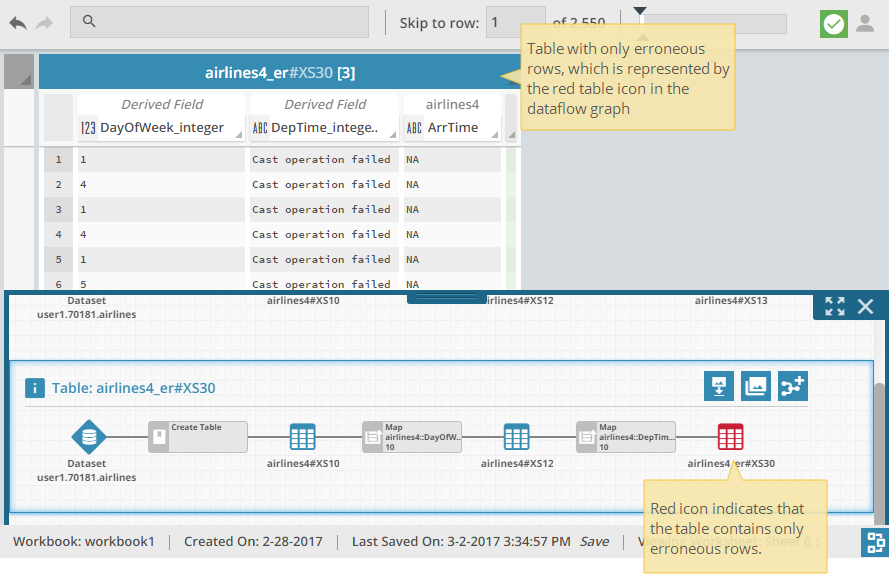 Skip to row: 1 of 2,550
Table with only erroneous
rows, which is represented by
the red table icon in the
dataflow graph
airlines4_er#XS30 [3]
Derived Field Derived Field airlines4
123 DayOfWeek_integer ABC DepTime_intege.. ABC ArrTime
1 1 Cast operation failed NA
2 4 Cast operation failed NA
3 1 Cast operation failed NA
4 4 Cast operation failed NA
5 1 Cast operation failed NA
6 5 Cast operation failed NA
Dataset airlines4#XS10 airlines4#XS12 airlines4#XS13
user1.70181.airlines
i Table: airlines4_er#XS30
Create Table
Map
airlines4::DayOfW..
10
Map
airlines4::DepTim...
10
Dataset airlines4#XS10 airlines4#XS12 airlines4_er#XS30
user1.70181.airlines
Red icon indicates that
the table contains only
erroneous rows.
Workbook: workbook1 Created On: 2-28-2017 Last Saved On: 3-2-2017 3:34:57 PM Save Viewing Worksheet: Sheet 6